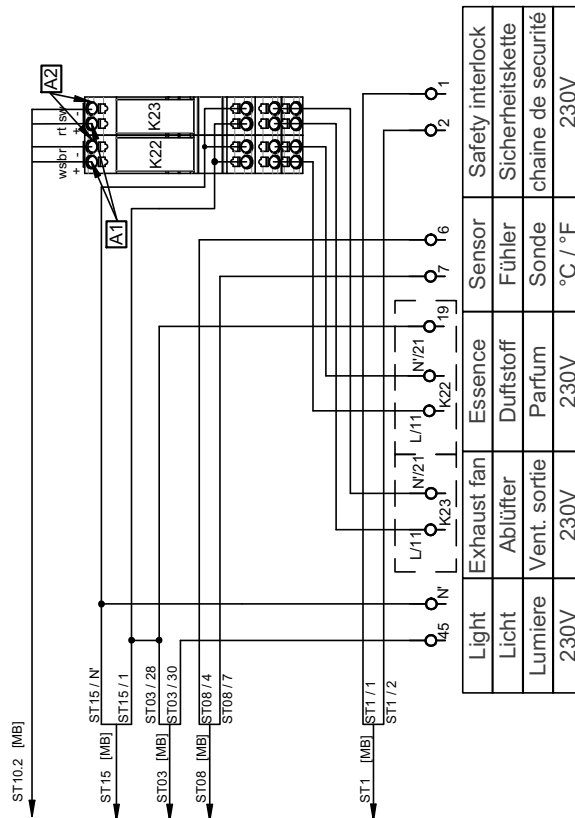 A2
ws br rt sw
+ - + -
K23
K22
A1
1
2
6
7
19
N'/21
L/11
K22
N'/21
L/11
K23
N'
45
ST10.2 [MB]
ST15 [MB]
ST15 / N'
ST15 / 1
ST03 [MB]
ST03 / 28
ST03 / 30
ST08 [MB]
ST08 / 4
ST08 / 7
ST1 [MB]
ST1 / 1
ST1 / 2
Light
Licht
Lumiere
230V
Exhaust fan
Ablüfter
Vent. sortie
230V
Essence
Duftstoff
Parfum
230V
Sensor
Fühler
Sonde
°C / °F
Safety interlock
Sicherheitskette
chaine de securité
230V